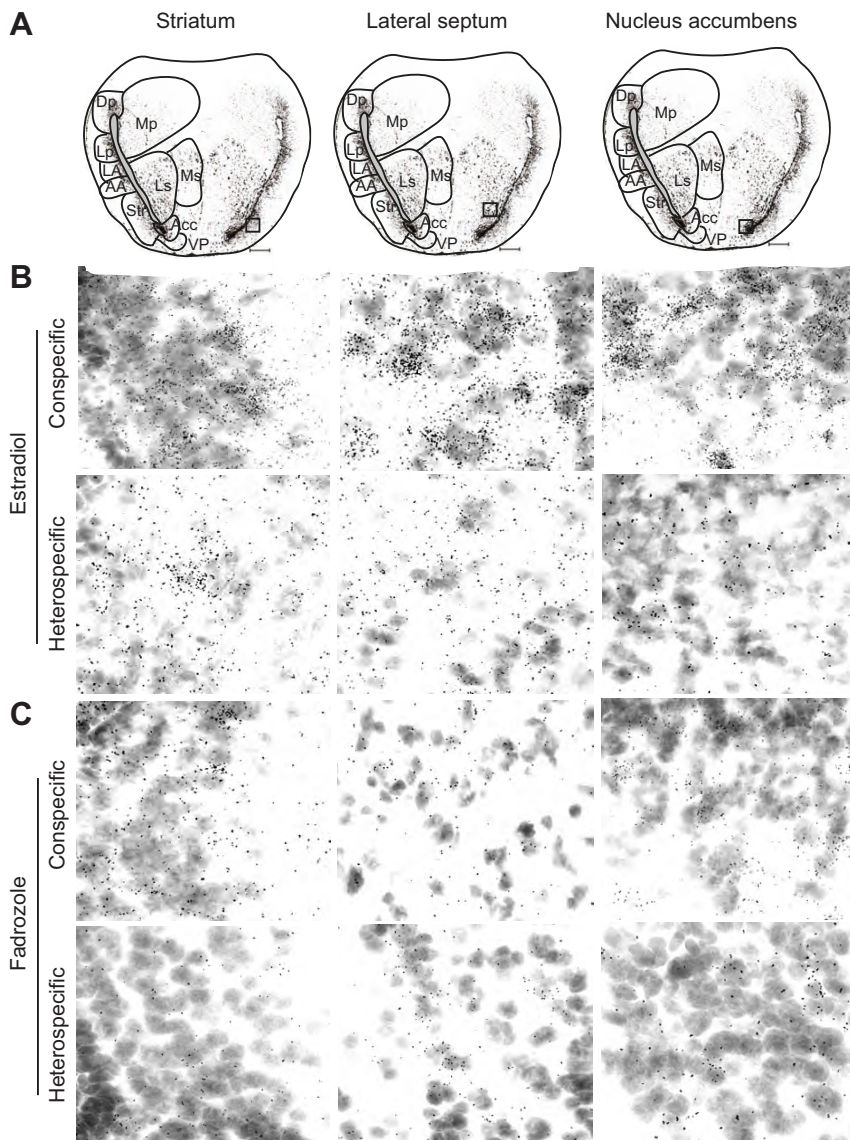 A
Striatum
Lateral septum
Nucleus accumbens
Dp
Mp
Lp
LA
AA
Ls
Ms
Str
Acc
VP
Dp
Mp
Lp
LA
AA
Ls
Ms
Str
Acc
VP
Dp
Mp
Lp
LA
AA
Ls
Ms
Str
Acc
VP
B
Estradiol
Conspecific
Heterospecific
C
Fadrozole
Conspecific
Heterospecific